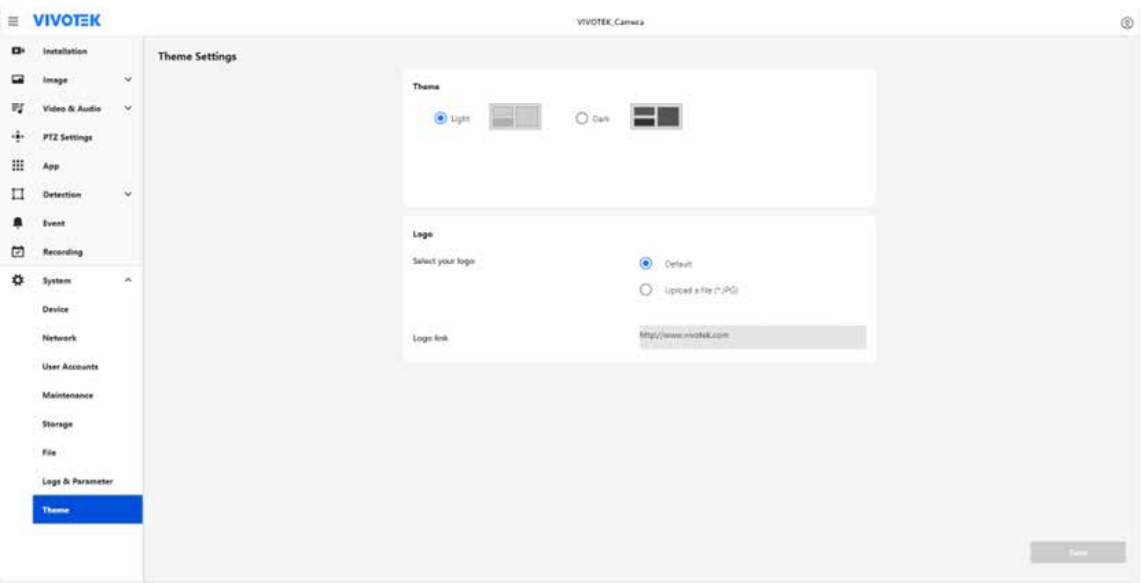 VIVOTEK
VIVOTEK_Camera
Installation
Image
Video & Audio
PTZ Settings
App
Detection
Event
Recording
System
Device
Network
User Accounts
Maintenance
Storage
File
Logs & Parameter
Theme
Theme Settings
Theme
Light
Dark
Logo
Select your logo
Default
Upload a file (*.JPG)
Logo link
http://www.vivotek.com
Save